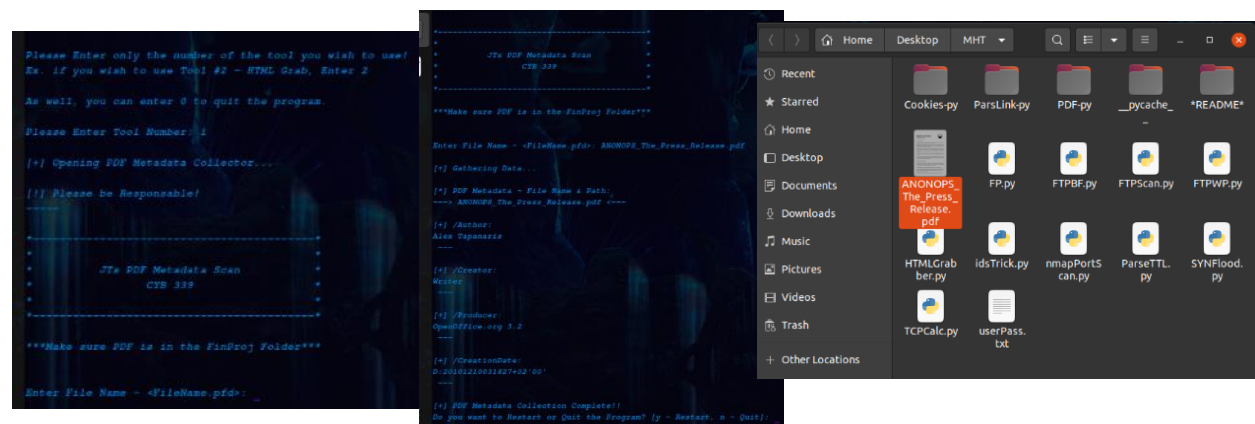 Please Enter only the number of the tool you wish to use!
Ex. if you wish to use Tool #2 - HTML Grab, Enter 2
As well, you can enter 0 to quit the program.
Please Enter Tool Number: 1
[+] Opening PDF Metadata Collector...
[!] Please be Responsable!
-----
*-----------------------------------------------*
* *
* JTs PDF Metadata Scan *
* CYB 339 *
* *
*-----------------------------------------------*
***Make sure PDF is in the FinProj Folder***
Enter File Name - <FileName.pfd>: _
*-----------------------------------*
* *
* JTs PDF Metadata Scan *
* CYB 339 *
* *
*-----------------------------------*
***Make sure PDF is in the FinProj Folder***
Enter File Name - <FileName.pfd>: ANONOPS_The_Press_Release.pdf
[+] Gathering Data...
[*] PDF Metadata - File Name & Path:
---> ANONOPS_The_Press_Release.pdf <---
[+] /Author:
Alex Tapanaris
---
[+] /Creator:
Writer
---
[+] /Producer:
OpenOffice.org 3.2
---
[+] /CreationDate:
D:20101210031827+02'00'
---
[+] PDF Metadata Collection Complete!!
Do you want to Restart or Quit the Program? [y - Restart, n - Quit]:
Home Desktop MHT
Recent
Starred
Home
Desktop
Documents
Downloads
Music
Pictures
Videos
Trash
+ Other Locations
Cookies-py
ParsLink-py
PDF-py
__pycache_
_
*README*
ANONOPS_
The_Press_
Release.
pdf
FP.py
FTPBF.py
FTPScan.py
FTPWP.py
HTMLGrab
ber.py
idsTrick.py
nmapPortS
can.py
ParseTTL.
py
SYNFlood.
py
TCPCalc.py
userPass.
txt